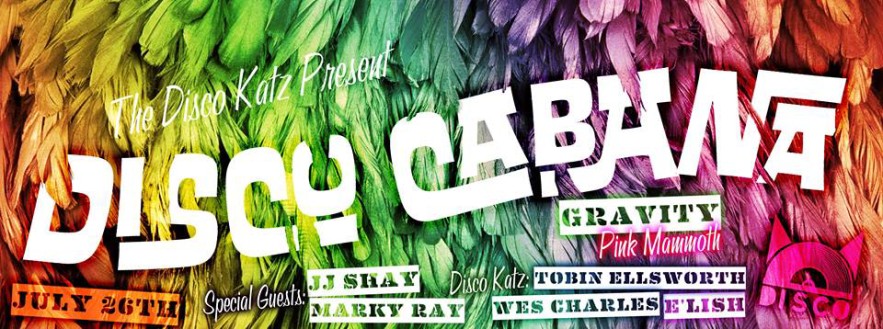 The Disco Katz Present
DISCO CABANA
GRAVITY
Pink Mammoth
JULY 26TH
Special Guests: JJ SHAY
MARKY RAY
Disco Katz: TOBIN ELLSWORTH
WES CHARLES E'LISH
DISCO